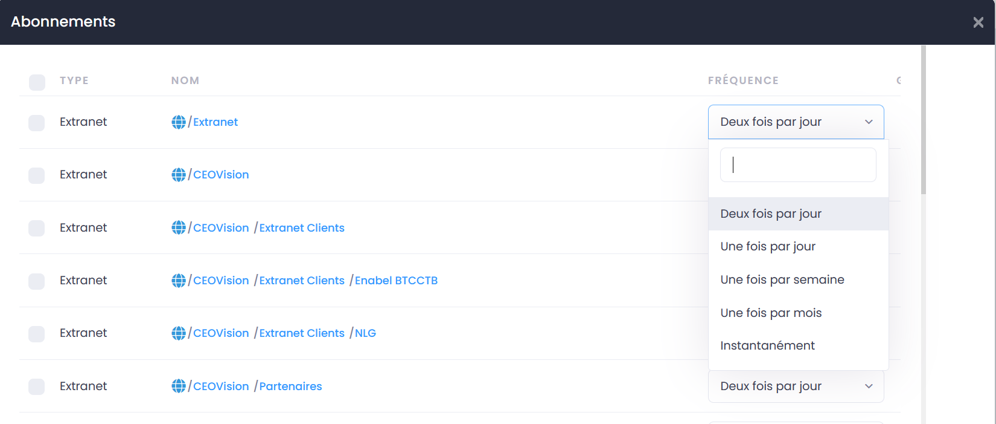 Abonnements
TYPE NOM FRÉQUENCE
Extranet /Extranet Deux fois par jour
Extranet /CEOVision
Deux fois par jour
Extranet /CEOVision /Extranet Clients
Une fois par jour
Extranet /CEOVision /Extranet Clients /Enabel BTCCTB
Une fois par semaine
Une fois par mois
Extranet /CEOVision /Extranet Clients /NLG
Instantanément
Extranet /CEOVision /Partenaires Deux fois par jour